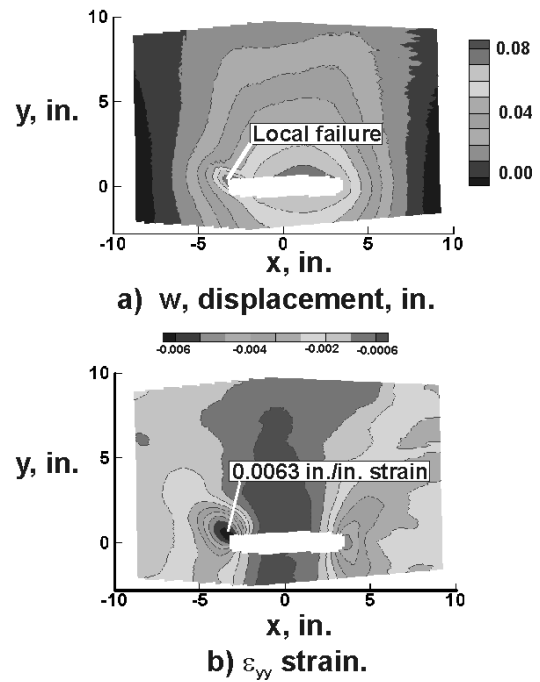 10
0.08
5
y, in.
Local failure
0.04
0
0.00
-10
-5
0
5
10
x, in.
a) w, displacement, in.
-0.006
-0.004
-0.002
-0.0006
10
5
y, in.
0.0063 in./in. strain
0
-10
-5
0
5
10
x, in.
b) εyy strain.